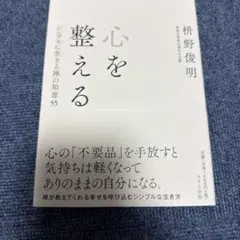 枡野俊明
心を
整える
シンプルに生きる禅の知恵55
心の「不要品」を手放すと
気持ちは軽くなって
ありのままの自分になる。
禅が教えてくれる幸せを呼び込むシンプルな生き方